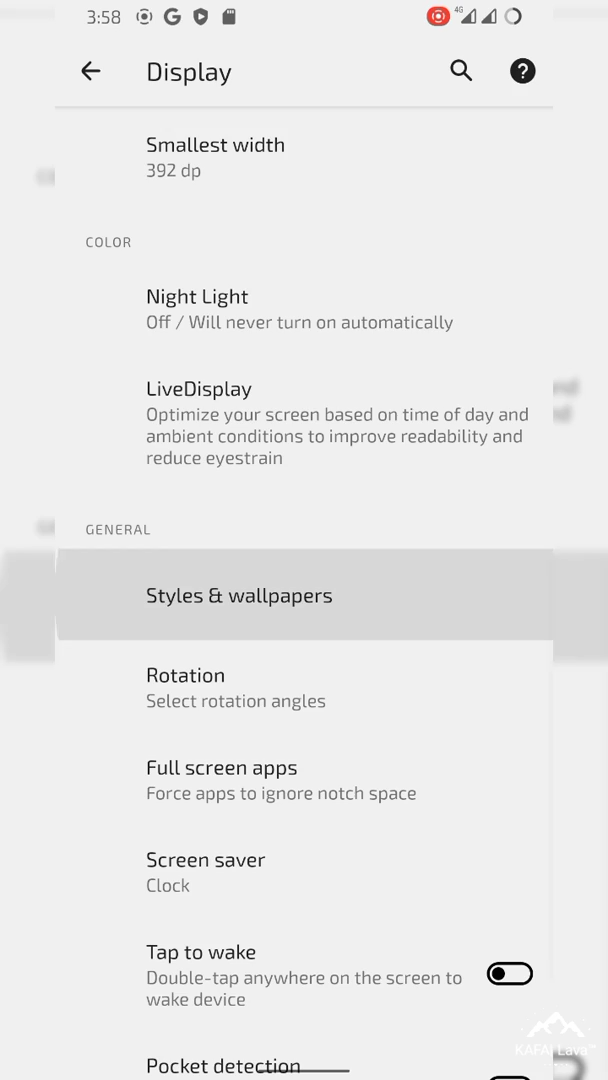 3:58
4G
Display
Smallest width
392 dp
COLOR
Night Light
Off / Will never turn on automatically
LiveDisplay
Optimize your screen based on time of day and
ambient conditions to improve readability and
reduce eyestrain
GENERAL
Styles & wallpapers
Rotation
Select rotation angles
Full screen apps
Force apps to ignore notch space
Screen saver
Clock
Tap to wake
Double-tap anywhere on the screen to
wake device
KAFAI Lava™
Pocket detection